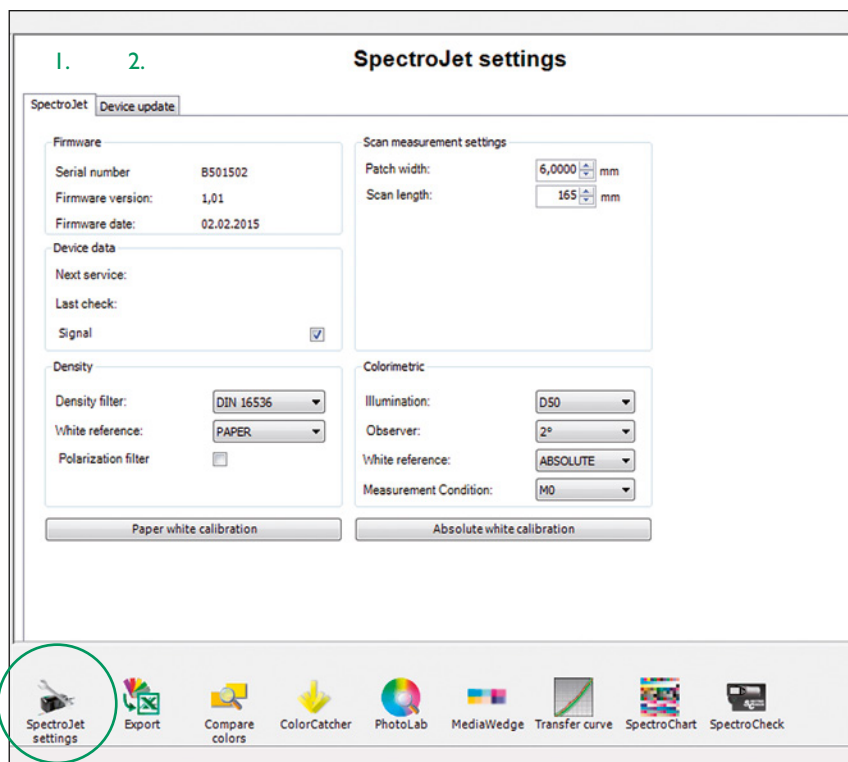 1. 2.
SpectroJet settings
SpectroJet Device update
Firmware
Serial number B501502
Firmware version: 1,01
Firmware date: 02.02.2015
Device data
Next service:
Last check:
Signal
Scan measurement settings
Patch width: 6,0000 mm
Scan length: 165 mm
Density
Density filter: DIN 16536
White reference: PAPER
Polarization filter
Colorimetric
Illumination: D50
Observer: 2°
White reference: ABSOLUTE
Measurement Condition: M0
Paper white calibration Absolute white calibration
SpectroJet
settings
Export
Compare
colors
ColorCatcher
PhotoLab
MediaWedge
Transfer curve
SpectroChart
SpectroCheck